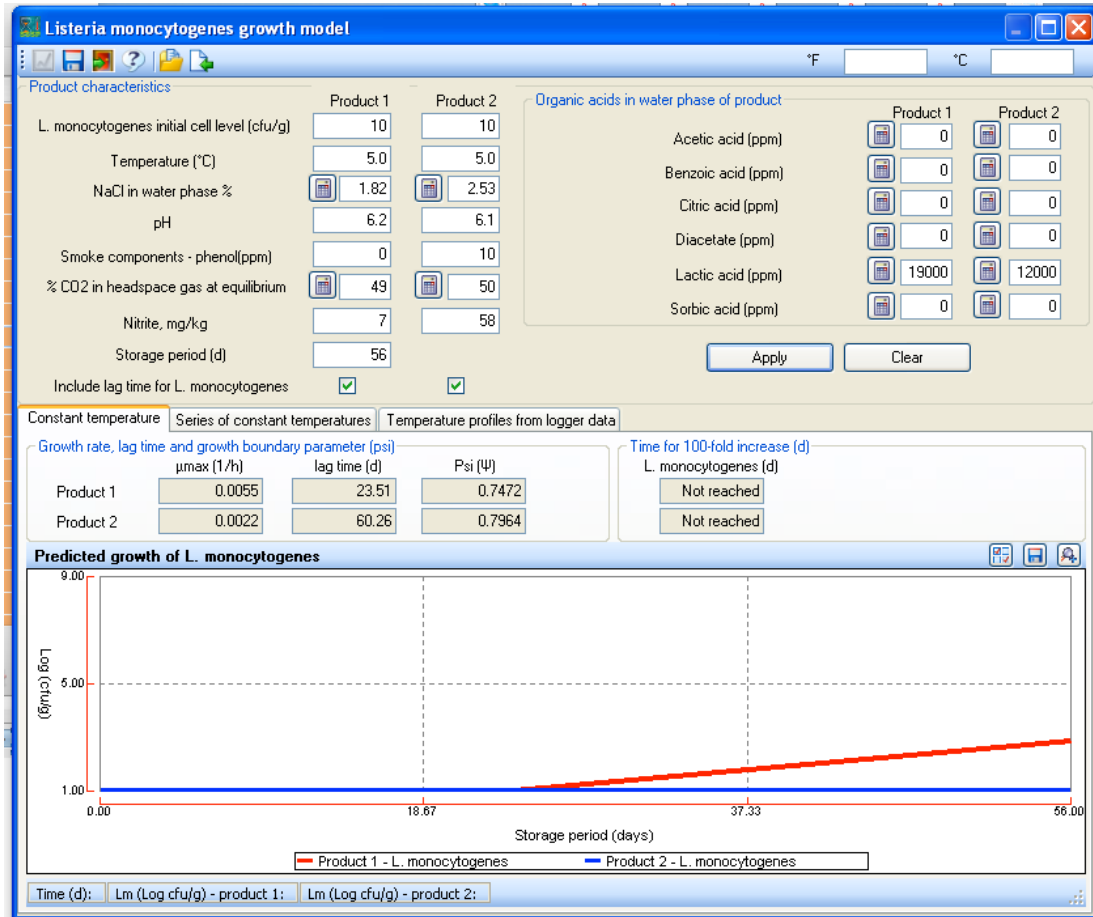 Listeria monocytogenes growth model
°F °C
Product characteristics
Product 1 Product 2
L. monocytogenes initial cell level (cfu/g) 10 10
Temperature (°C) 5.0 5.0
NaCl in water phase % 1.82 2.53
pH 6.2 6.1
Smoke components - phenol(ppm) 0 10
% CO2 in headspace gas at equilibrium 49 50
Nitrite, mg/kg 7 58
Storage period (d) 56
Include lag time for L. monocytogenes
Organic acids in water phase of product
Product 1 Product 2
Acetic acid (ppm) 0 0
Benzoic acid (ppm) 0 0
Citric acid (ppm) 0 0
Diacetate (ppm) 0 0
Lactic acid (ppm) 19000 12000
Sorbic acid (ppm) 0 0
Apply Clear
Constant temperature Series of constant temperatures Temperature profiles from logger data
Growth rate, lag time and growth boundary parameter (psi)
µmax (1/h) lag time (d) Psi (Ψ)
Product 1 0.0055 23.51 0.7472
Product 2 0.0022 60.26 0.7964
Time for 100-fold increase (d)
L. monocytogenes (d)
Not reached
Not reached
Predicted growth of L. monocytogenes
9.00
5.00
1.00
Log (cfu/g)
0.00 18.67 37.33 56.00
Storage period (days)
Product 1 - L. monocytogenes Product 2 - L. monocytogenes
Time (d): Lm (Log cfu/g) - product 1: Lm (Log cfu/g) - product 2: